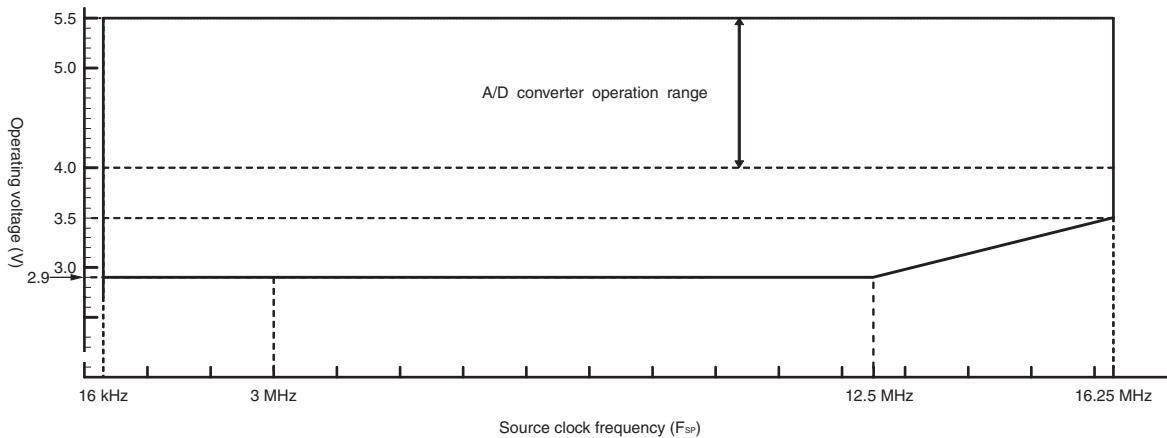 5.5
5.0
A/D converter operation range
4.0
3.5
3.0
2.9
Operating voltage (V)
16 kHz
3 MHz
12.5 MHz
16.25 MHz
Source clock frequency (FSP)